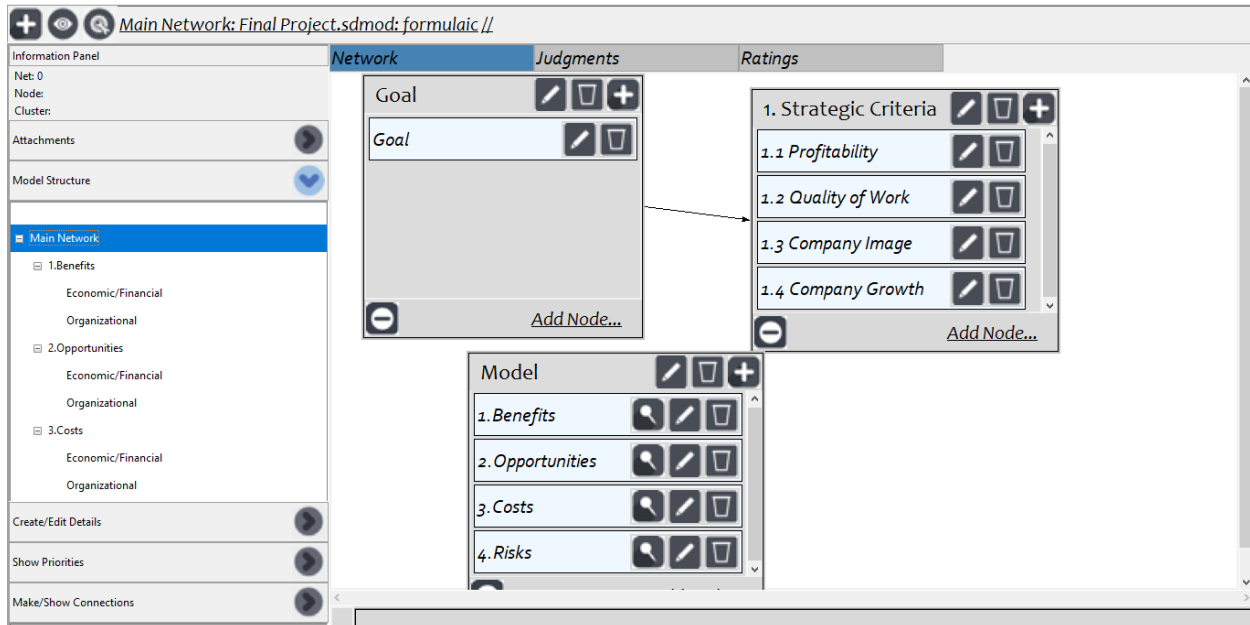 Main Network: Final Project.sdmod: formulaic //
Information Panel
Net: 0
Node:
Cluster:
Attachments
Model Structure
Main Network
1.Benefits
Economic/Financial
Organizational
2.Opportunities
Economic/Financial
Organizational
3.Costs
Economic/Financial
Organizational
Create/Edit Details
Show Priorities
Make/Show Connections
Network Judgments Ratings
Goal
Goal
Add Node...
1. Strategic Criteria
1.1 Profitability
1.2 Quality of Work
1.3 Company Image
1.4 Company Growth
Add Node...
Model
1.Benefits
2.Opportunities
3.Costs
4.Risks